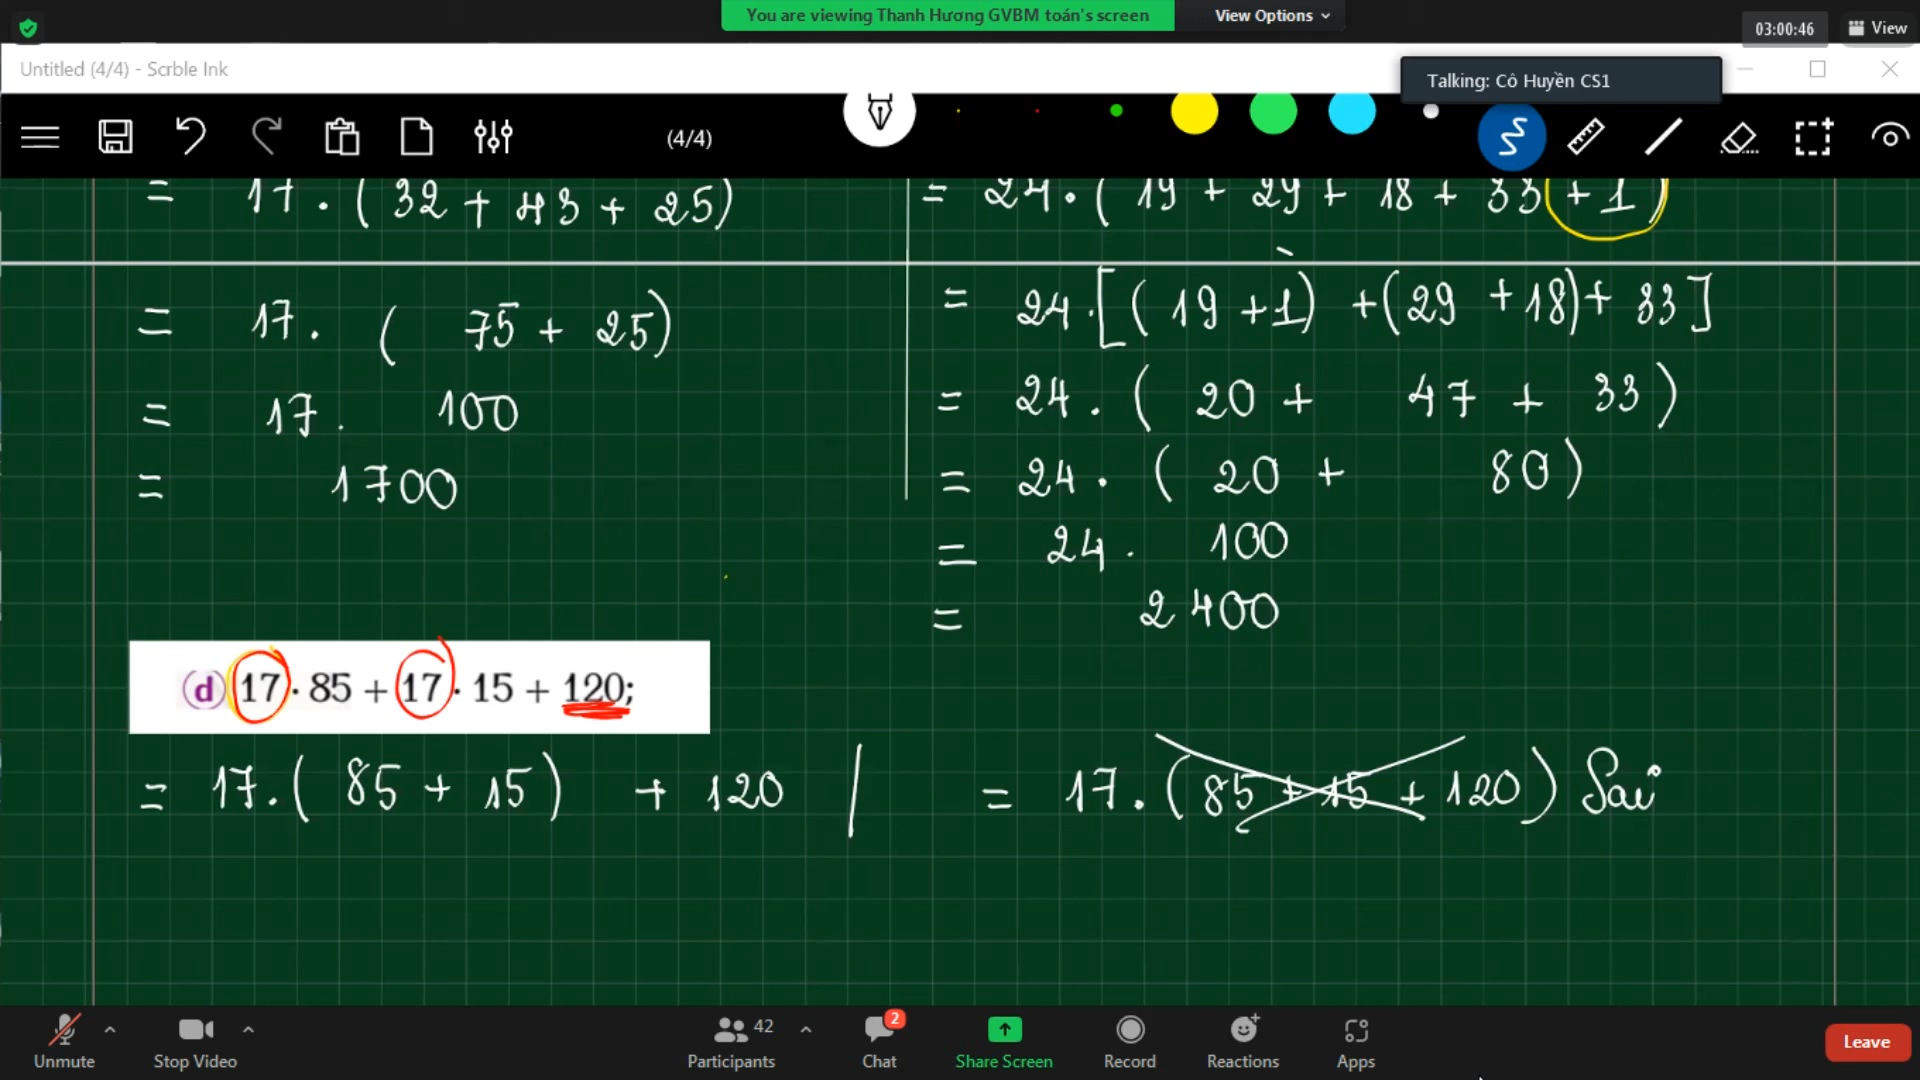 You are viewing Thanh Hương GVBM toán's screen
View Options
03:00:46
View
Untitled (4/4) - Scrble Ink
Talking: Cô Huyền CS1
(4/4)
= 17 . ( 32 + 43 + 25)
= 17 . ( 75 + 25)
= 17 . 100
= 1700
= 24 . ( 19 + 29 + 18 + 33 + 1 )
= 24 . [ ( 19 + 1 ) + ( 29 + 18 ) + 33 ]
= 24 . ( 20 + 47 + 33 )
= 24 . ( 20 + 80 )
= 24 . 100
= 2400
(d) 17 · 85 + 17 · 15 + 120;
= 17 . ( 85 + 15 ) + 120
= 17 . ( 85 + 15 + 120 ) Sai
Unmute
Stop Video
42
Participants
2
Chat
Share Screen
Record
Reactions
Apps
Leave